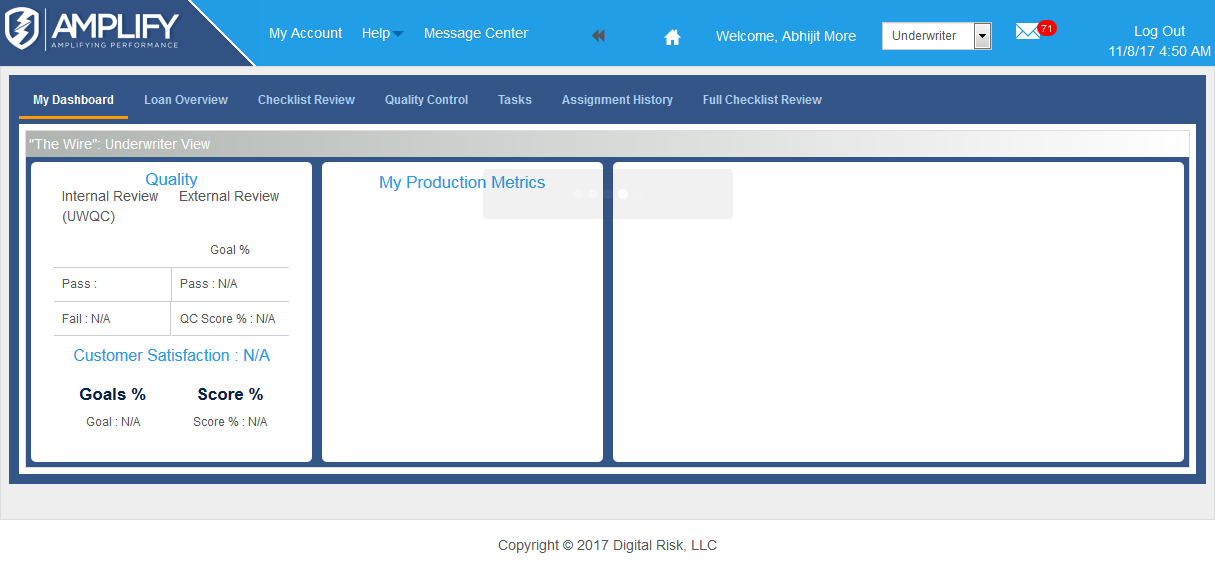 AMPLIFY
AMPLIFYING PERFORMANCE
My Account Help Message Center Welcome, Abhijit More Underwriter 71 Log Out
11/8/17 4:50 AM
My Dashboard Loan Overview Checklist Review Quality Control Tasks Assignment History Full Checklist Review
"The Wire": Underwriter View
Quality
Internal Review (UWQC)
External Review
Goal %
Pass : Pass : N/A
Fail : N/A QC Score % : N/A
Customer Satisfaction : N/A
Goals % Score %
Goal : N/A Score % : N/A
My Production Metrics
Copyright © 2017 Digital Risk, LLC